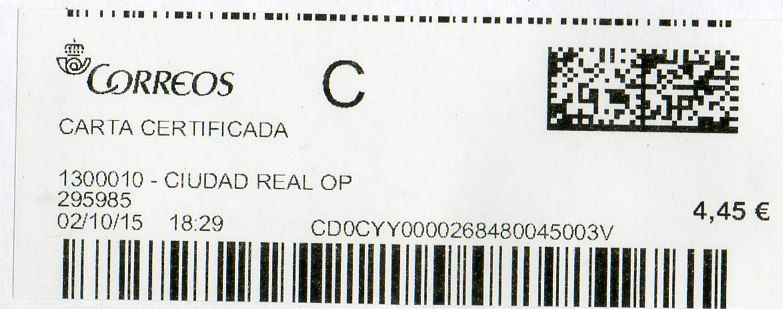 CORREOS
C
CARTA CERTIFICADA
1300010 - CIUDAD REAL OP
295985
4,45 €
02/10/15 18:29 CD0CYY0000268480045003V